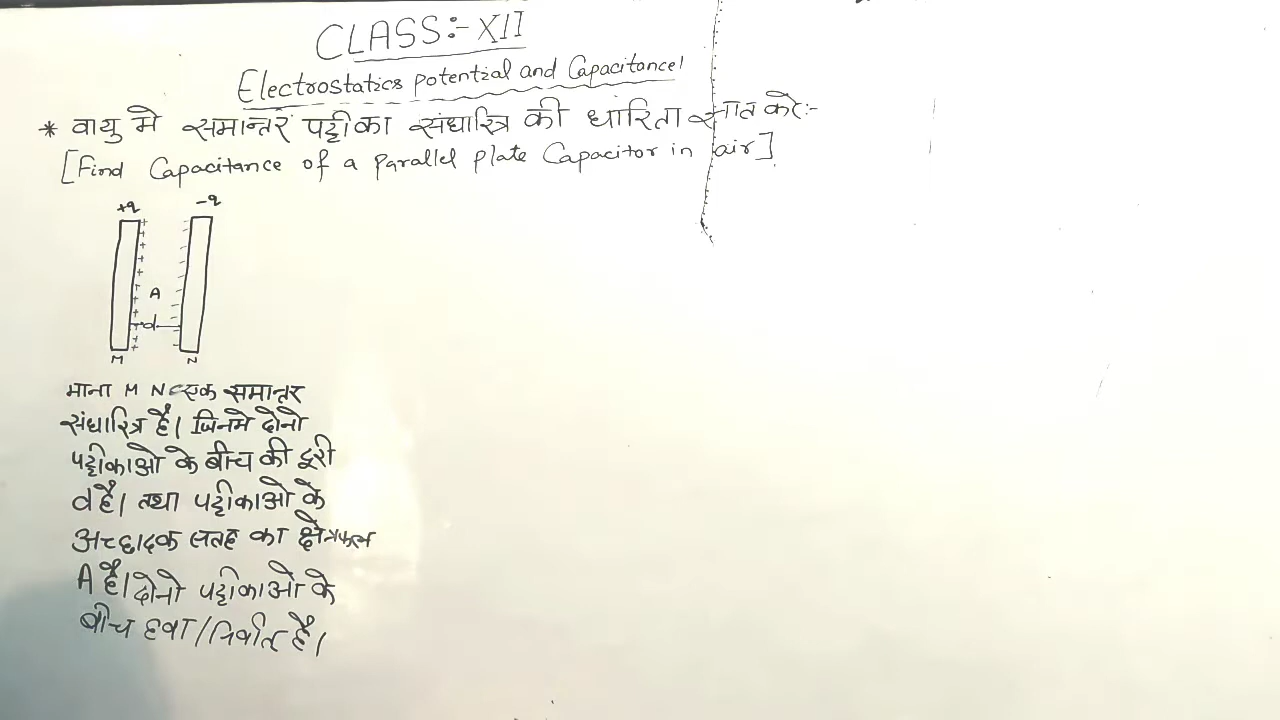 CLASS:- XII
Electrostatics potential and Capacitance
* वायु मे समान्तर पट्टीका संधारित्र की धारिता ज्ञात करे:-
[Find Capacitance of a parallel plate Capacitor in air]
+q -q
A
d
M N
माना M N एक समान्तर
संधारित्र है। जिनमे दोनो
पट्टीकाओ के बीच की दूरी
d है। तथा पट्टीकाओ के
अच्छादक सतह का क्षेत्रफल
A है। दोनो पट्टीकाओ के
बीच हवा/निर्वात है।